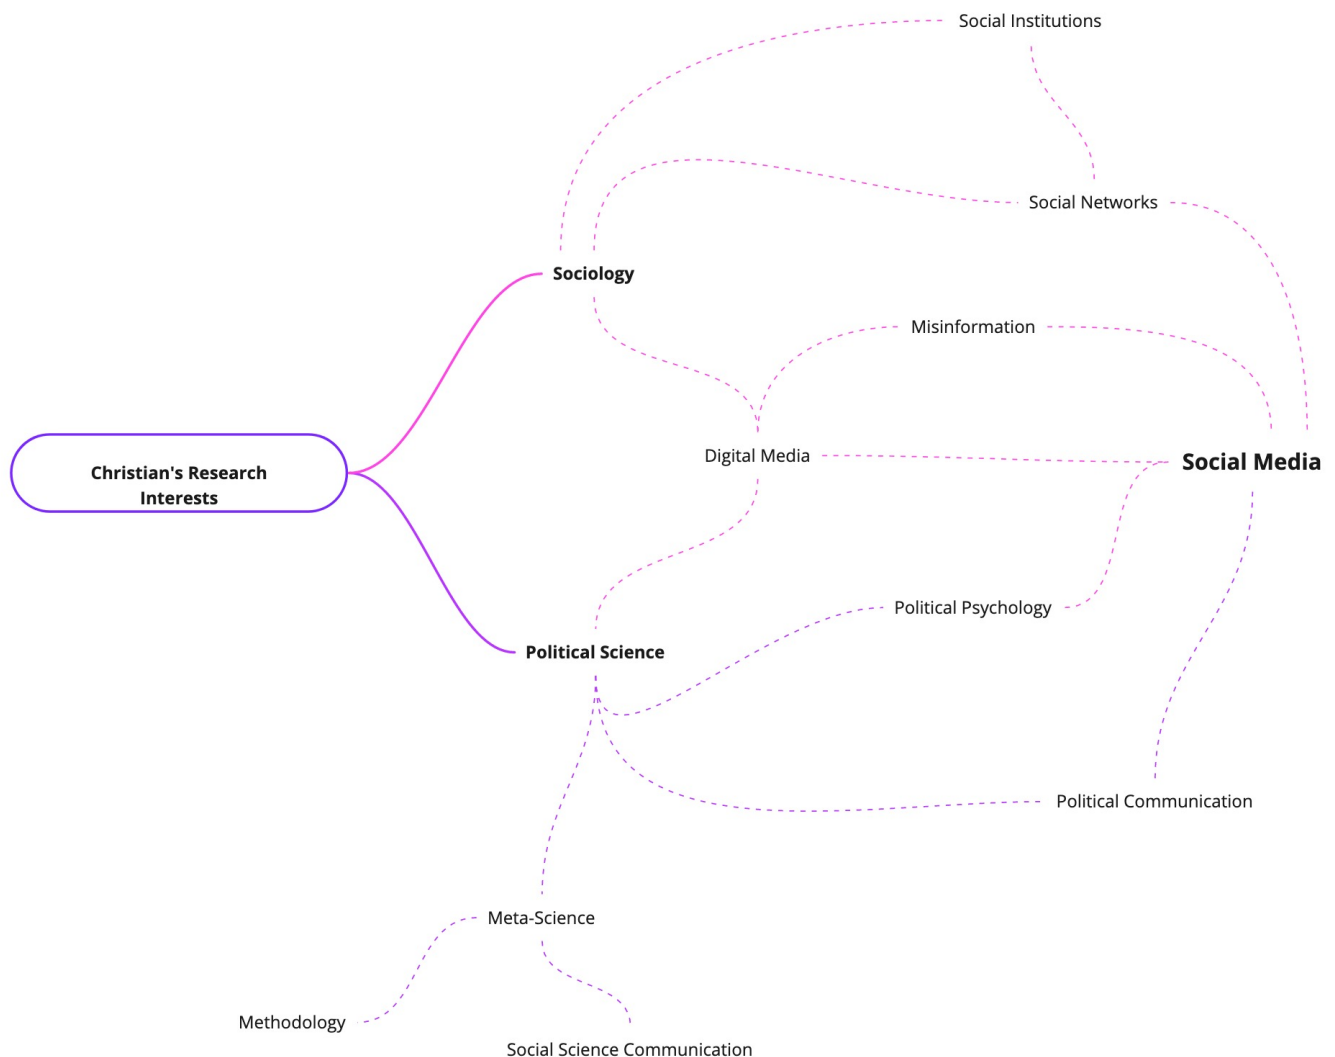 Social Institutions
Social Networks
Sociology
Misinformation
Digital Media
Social Media
Christian's Research
Interests
Political Psychology
Political Science
Political Communication
Meta-Science
Methodology
Social Science Communication